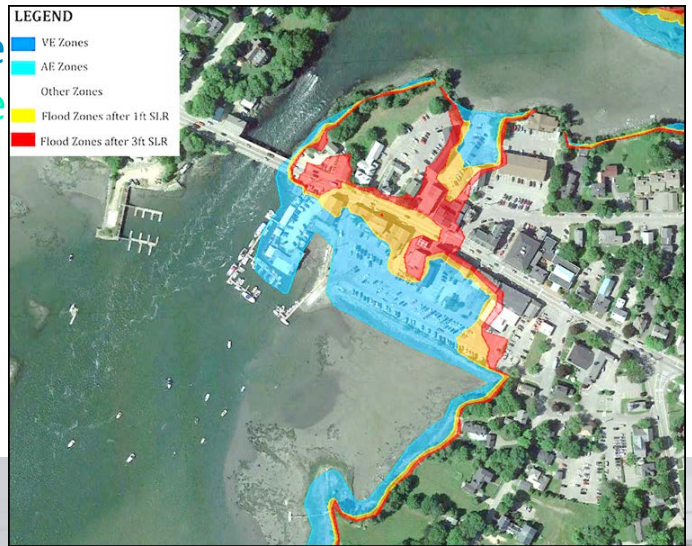 LEGEND
VE Zones
AE Zones
Other Zones
Flood Zones after 1ft SLR
Flood Zones after 3ft SLR